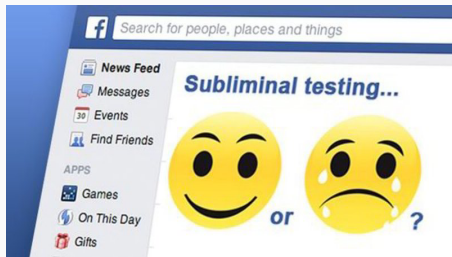 f Search for people, places and things
News Feed
Messages
30 Events
Find Friends
APPS
Games
On This Day
Gifts
Subliminal testing...
or ?